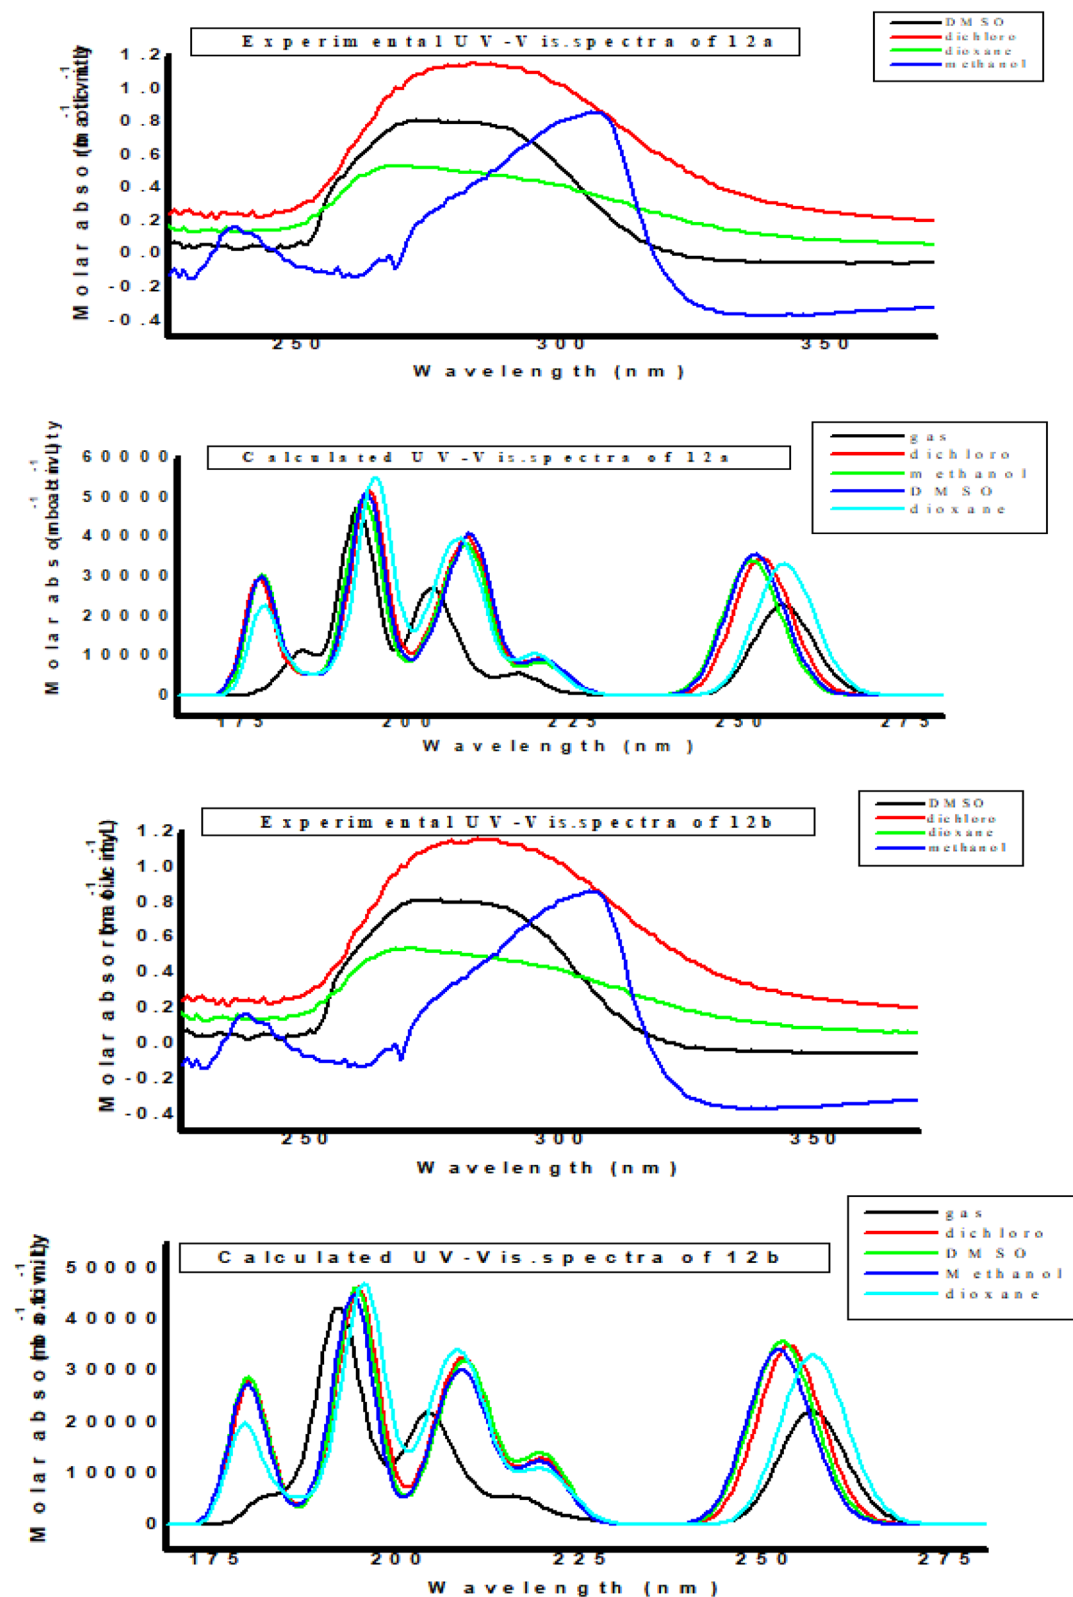 Experimental UV-Vis.spectra of 12a
DMSO
dichloro
dioxane
methanol
1.2
1.0
0.8
0.6
0.4
0.2
0.0
-0.2
-0.4
250 300 350
Wavelength (nm)
Calculated UV-Vis.spectra of 12a
gas
dichloro
methanol
DMSO
dioxane
60000
50000
40000
30000
20000
10000
0
175 200 225 250 275
Wavelength (nm)
Experimental UV-Vis.spectra of 12b
DMSO
dichloro
dioxane
methanol
1.2
1.0
0.8
0.6
0.4
0.2
0.0
-0.2
-0.4
250 300 350
Wavelength (nm)
Calculated UV-Vis.spectra of 12b
gas
dichloro
DMSO
Methanol
dioxane
50000
40000
30000
20000
10000
0
175 200 225 250 275
Wavelength (nm)
Molar
Molar
Molar
Molar